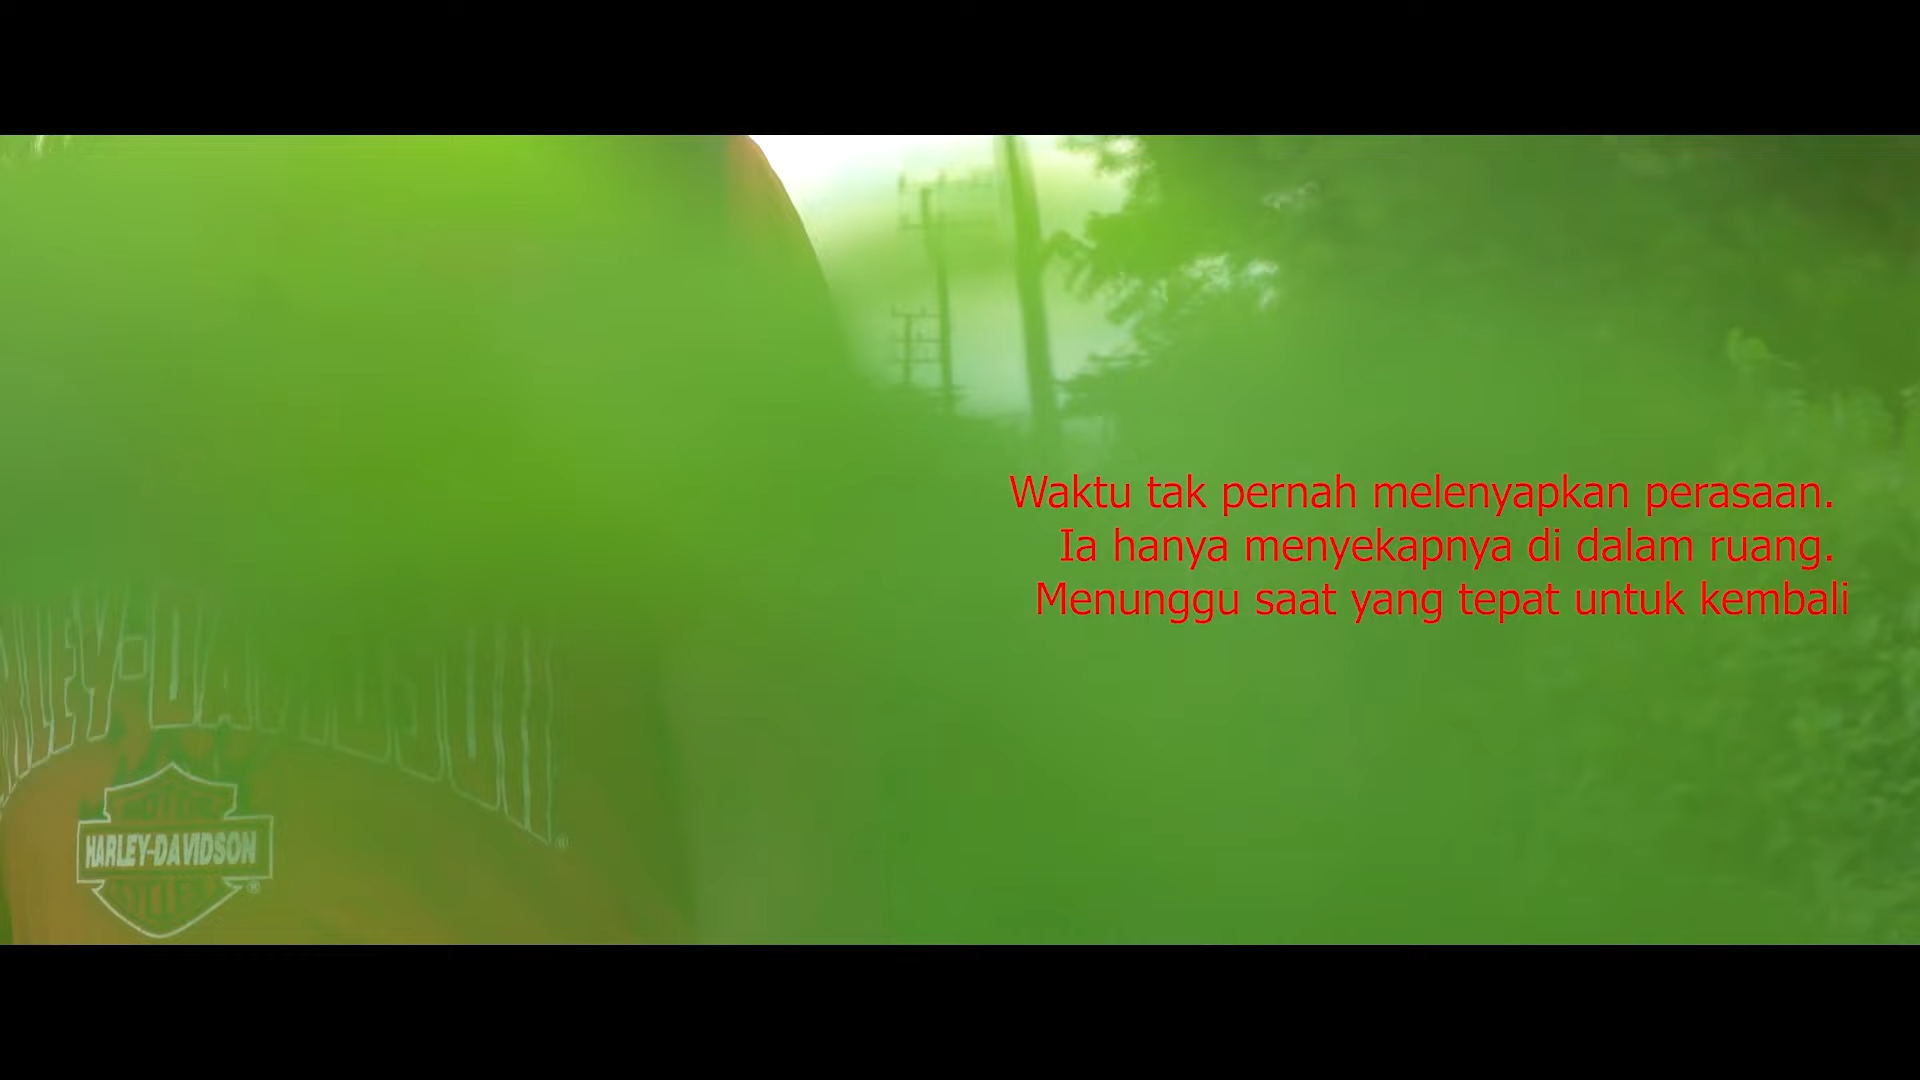 Waktu tak pernah melenyapkan perasaan.
Ia hanya menyekapnya di dalam ruang.
Menunggu saat yang tepat untuk kembali
HARLEY-DAVIDSON